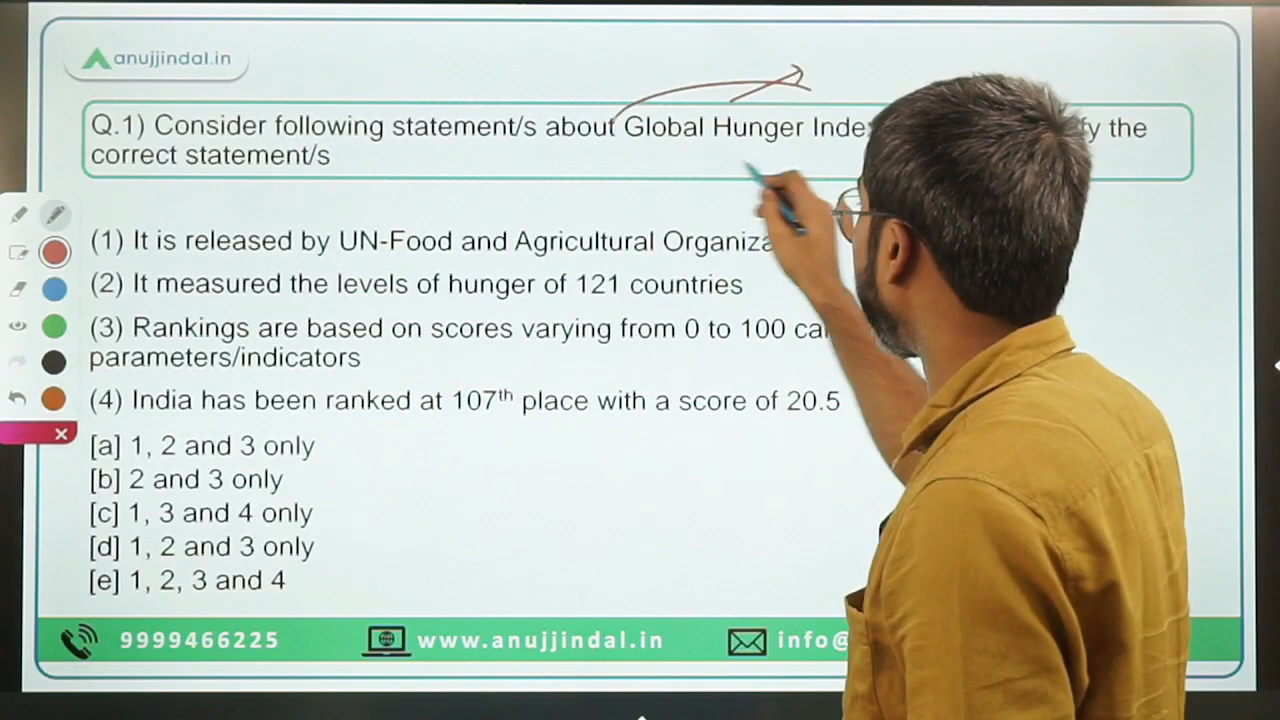 anujjindal.in
Q.1) Consider following statement/s about Global Hunger Index the
correct statement/s
(1) It is released by UN-Food and Agricultural
(2) It measured the levels of hunger of 121 countries
(3) Rankings are based on scores varying from 0 to 100
parameters/indicators
(4) India has been ranked at 107th place with a score of 20.5
[a] 1, 2 and 3 only
[b] 2 and 3 only
[c] 1, 3 and 4 only
[d] 1, 2 and 3 only
[e] 1, 2, 3 and 4
9999466225 www.anujjindal.in info@